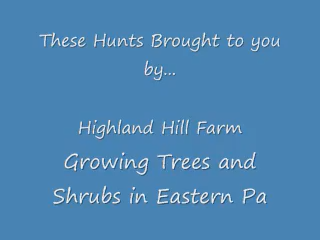 These Hunts Brought to you
by...
Highland Hill Farm
Growing Trees and
Shrubs in Eastern Pa